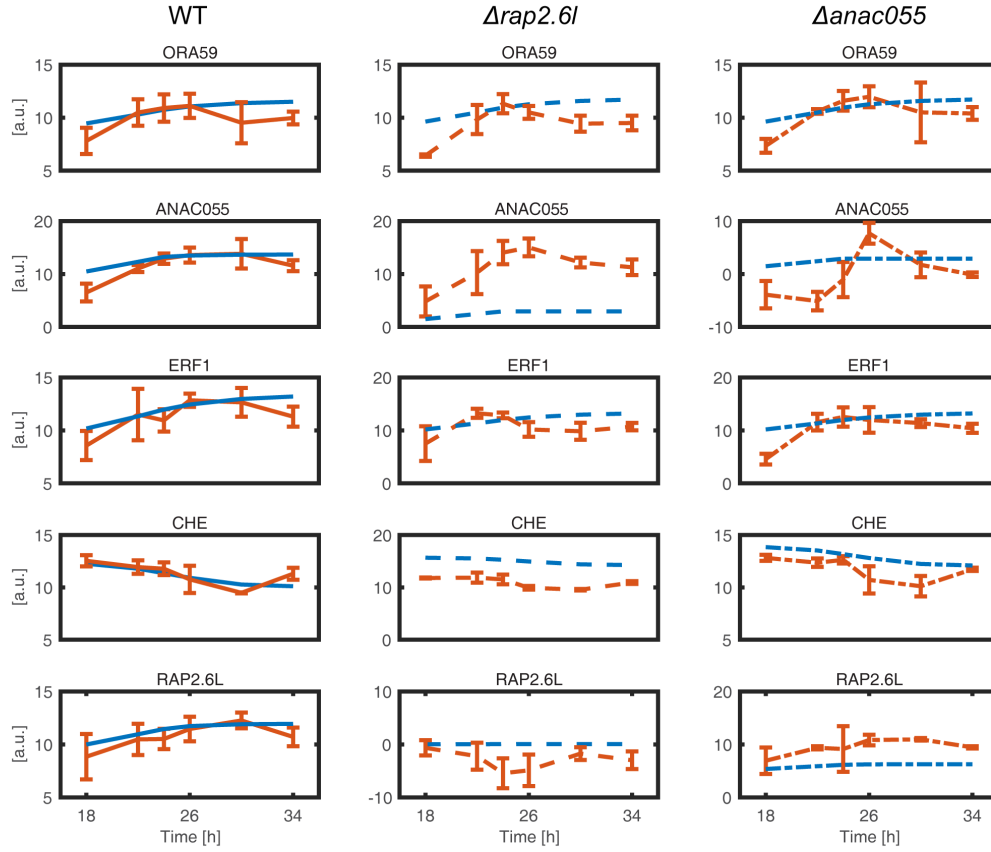 WT Δrap2.6l Δanac055
ORA59 ORA59 ORA59
15 15 15
[a.u.] 10 10 10
5 5 5
ANAC055 ANAC055 ANAC055
20 20 10
[a.u.] 10 10 0
0 0 -10
ERF1 ERF1 ERF1
15 20 20
[a.u.] 10 10 10
5 0 0
CHE CHE CHE
15 20 15
[a.u.] 10 10 10
5 0 5
RAP2.6L RAP2.6L RAP2.6L
15 10 20
[a.u.] 10 0 10
5 -10 0
18 26 34 18 26 34 18 26 34
Time [h] Time [h] Time [h]